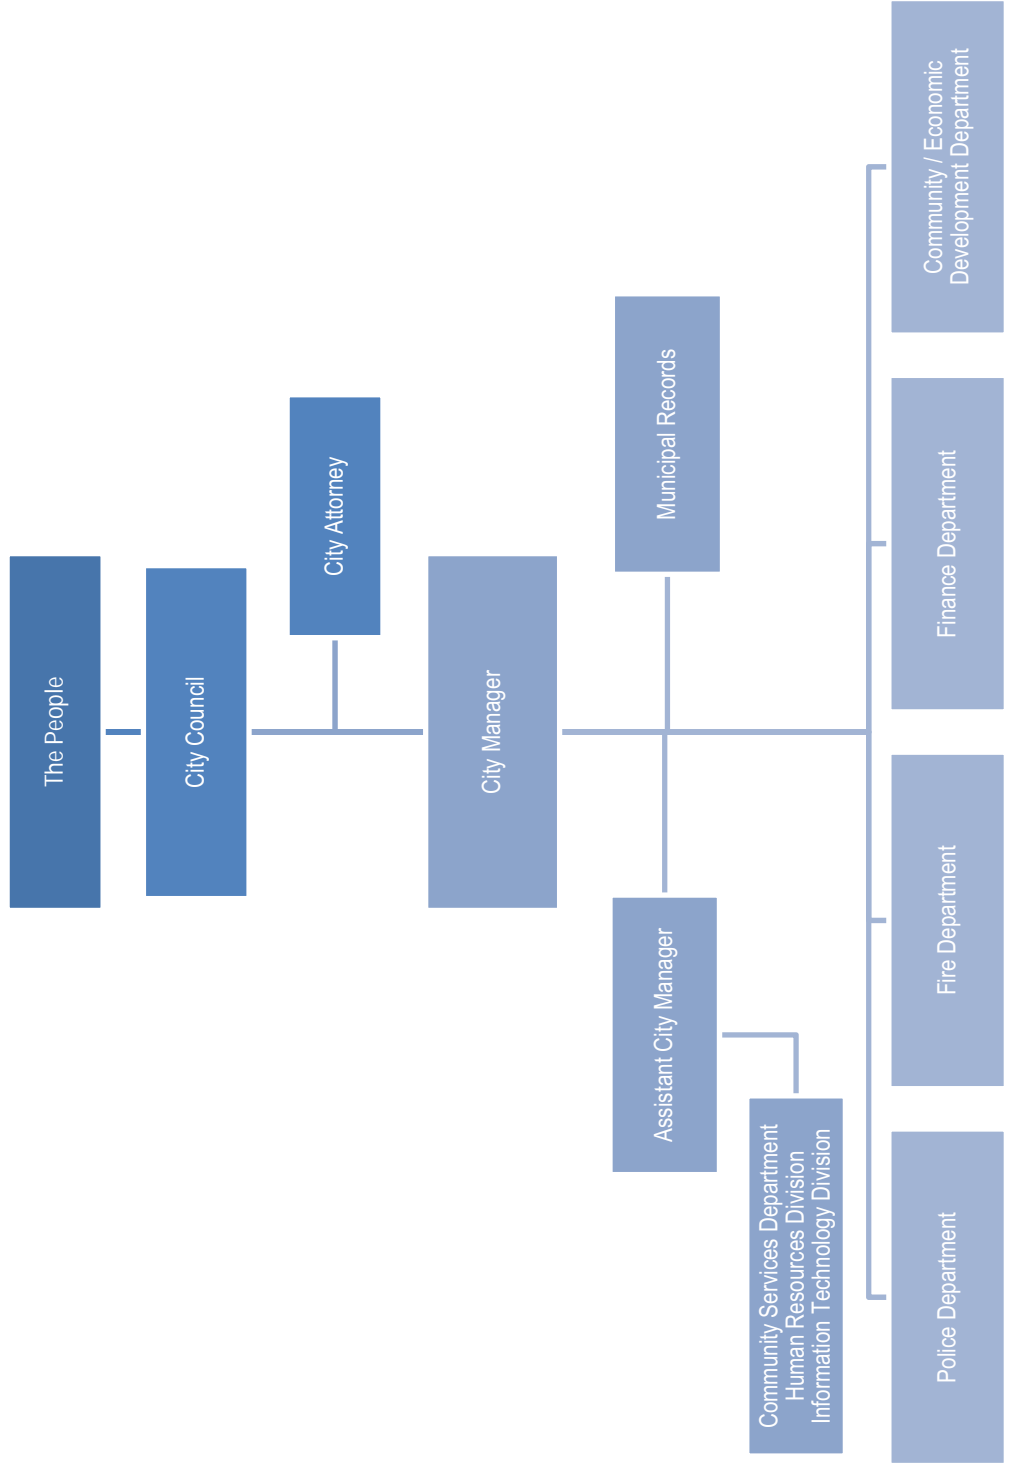 The People
City Council
City Attorney
City Manager
Assistant City Manager
Municipal Records
Community Services Department
Human Resources Division
Information Technology Division
Police Department
Fire Department
Finance Department
Community / Economic
Development Department